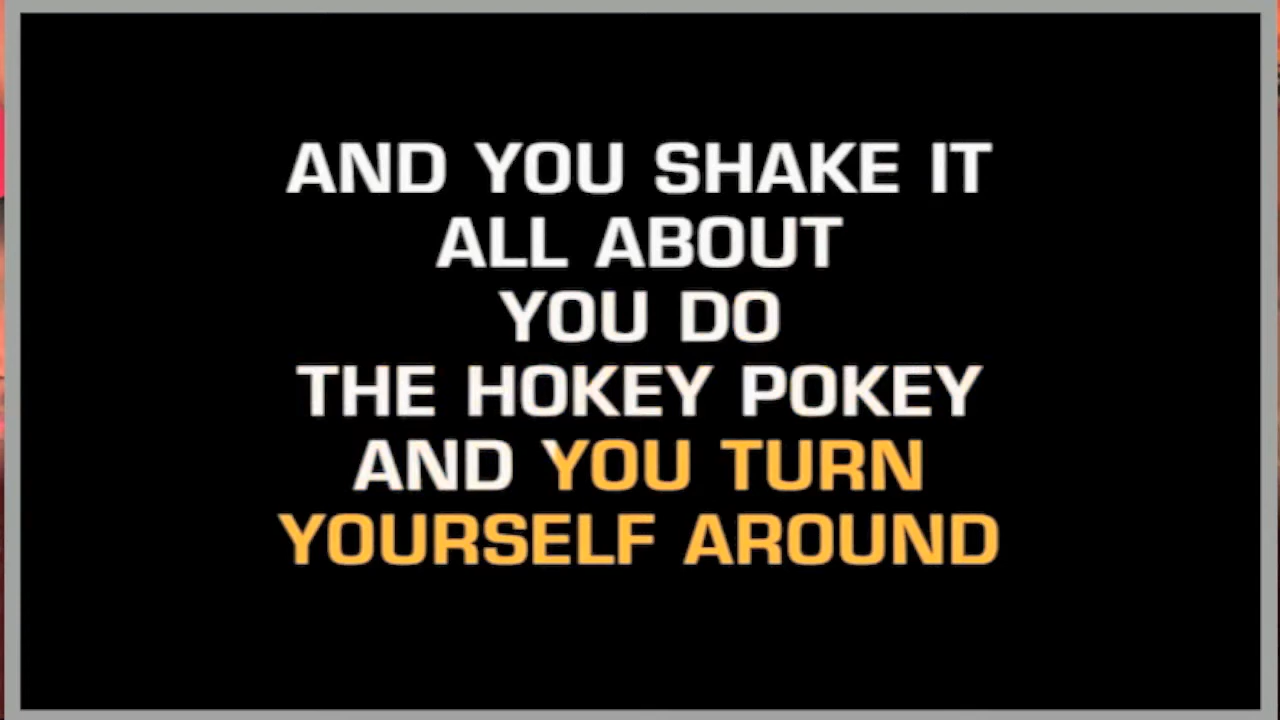 AND YOU SHAKE IT
ALL ABOUT
YOU DO
THE HOKEY POKEY
AND YOU TURN
YOURSELF AROUND